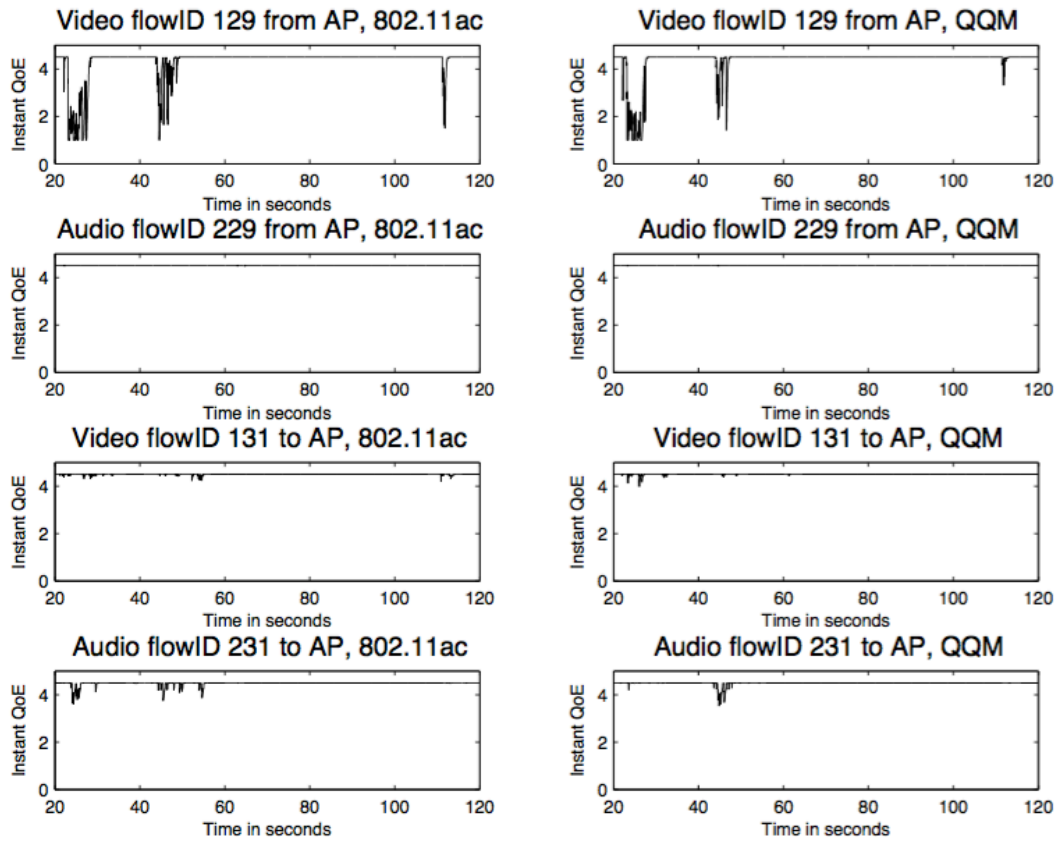 Video flowID 129 from AP, 802.11ac
Instant QoE
4
2
0
20 40 60 80 100 120
Time in seconds
Video flowID 129 from AP, QQM
Instant QoE
4
2
0
20 40 60 80 100 120
Time in seconds
Audio flowID 229 from AP, 802.11ac
Instant QoE
4
2
0
20 40 60 80 100 120
Time in seconds
Audio flowID 229 from AP, QQM
Instant QoE
4
2
0
20 40 60 80 100 120
Time in seconds
Video flowID 131 to AP, 802.11ac
Instant QoE
4
2
0
20 40 60 80 100 120
Time in seconds
Video flowID 131 to AP, QQM
Instant QoE
4
2
0
20 40 60 80 100 120
Time in seconds
Audio flowID 231 to AP, 802.11ac
Instant QoE
4
2
0
20 40 60 80 100 120
Time in seconds
Audio flowID 231 to AP, QQM
Instant QoE
4
2
0
20 40 60 80 100 120
Time in seconds